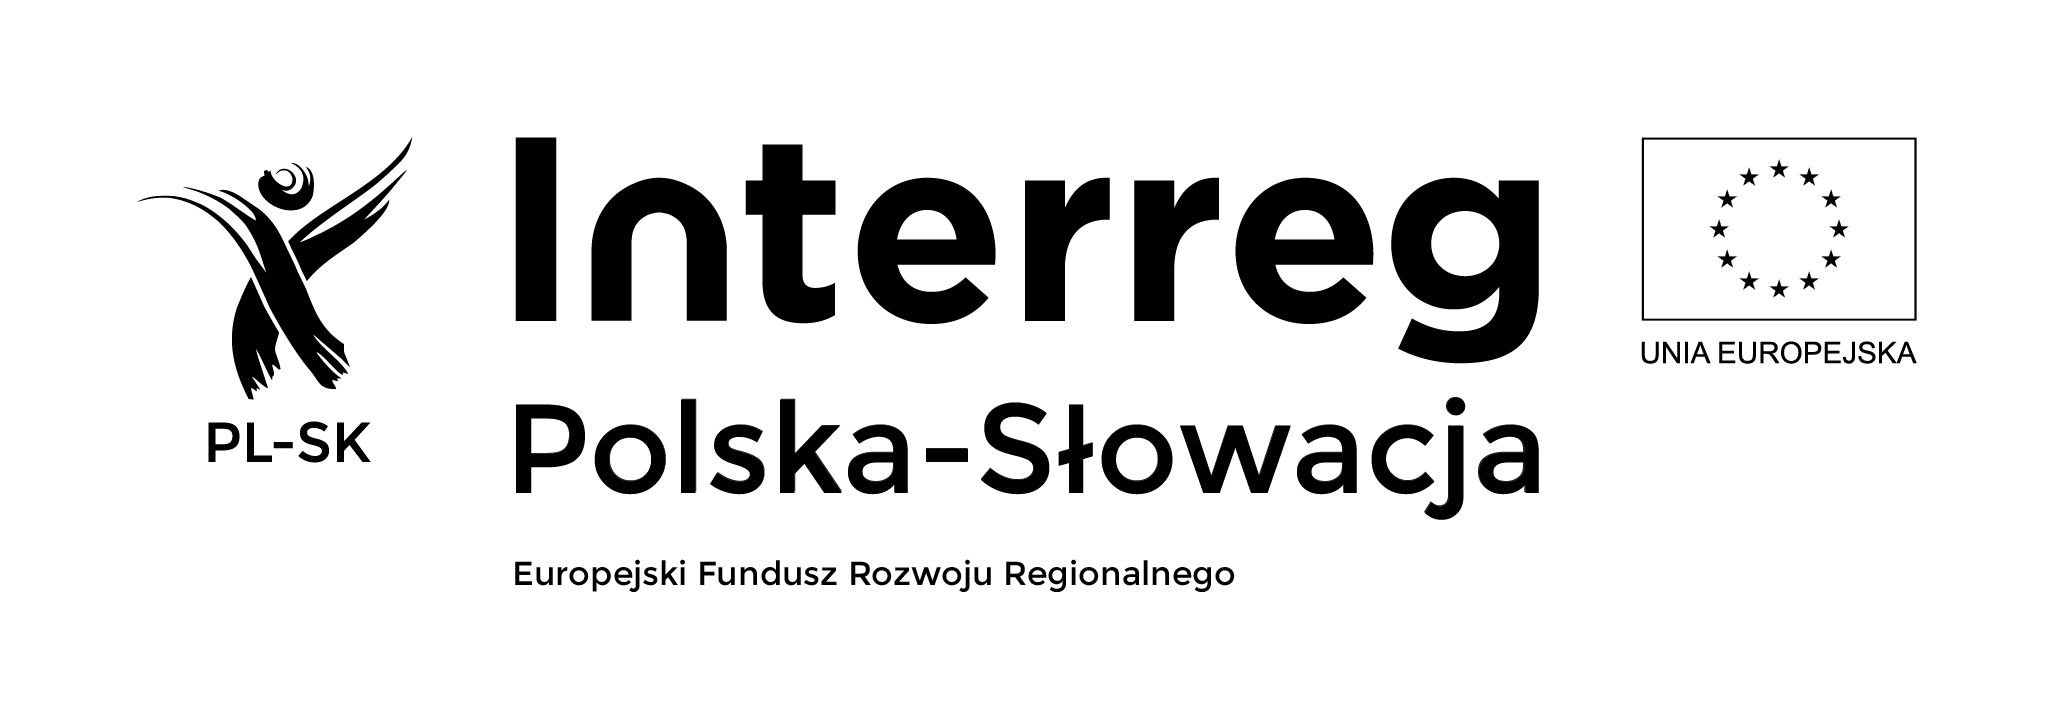 PL-SK
Interreg
Polska-Słowacja
Europejski Fundusz Rozwoju Regionalnego
UNIA EUROPEJSKA